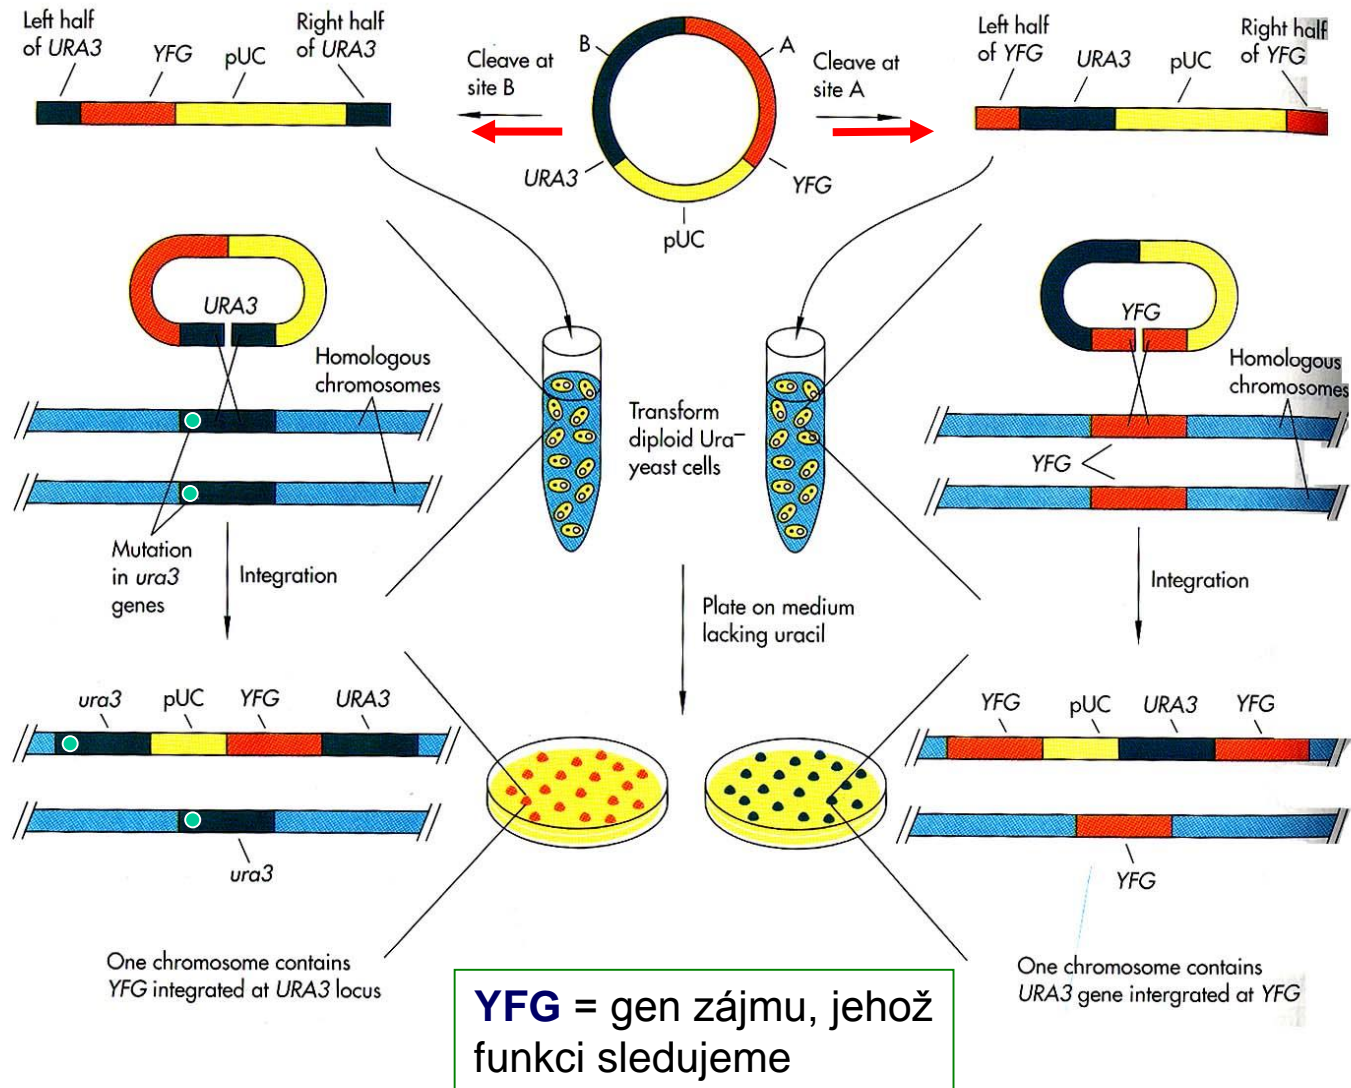 Left half
of URA3
YFG
pUC
Right half
of URA3
Cleave at
site B
B
A
Cleave at
site A
URA3
YFG
pUC
Left half
of YFG
URA3
pUC
Right half
of YFG
URA3
Homologous
chromosomes
Mutation
in ura3
genes
Integration
Transform
diploid Ura–
yeast cells
Plate on medium
lacking uracil
YFG
Homologous
chromosomes
YFG
Integration
ura3
pUC
YFG
URA3
ura3
One chromosome contains
YFG integrated at URA3 locus
YFG
pUC
URA3
YFG
YFG
One chromosome contains
URA3 gene intergrated at YFG
YFG = gen zájmu, jehož
funkci sledujeme